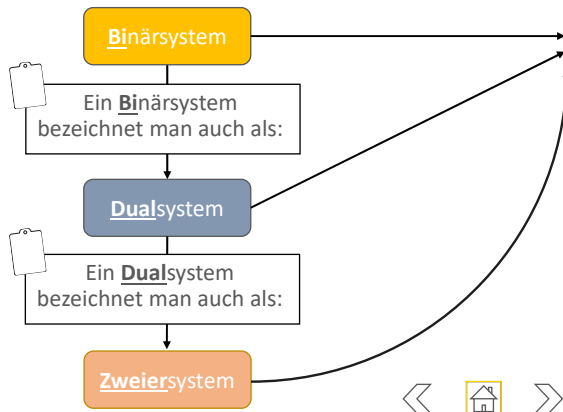 Binärsystem
Ein Binärsystem
bezeichnet man auch als:
Dualsystem
Ein Dualsystem
bezeichnet man auch als:
Zweiersystem